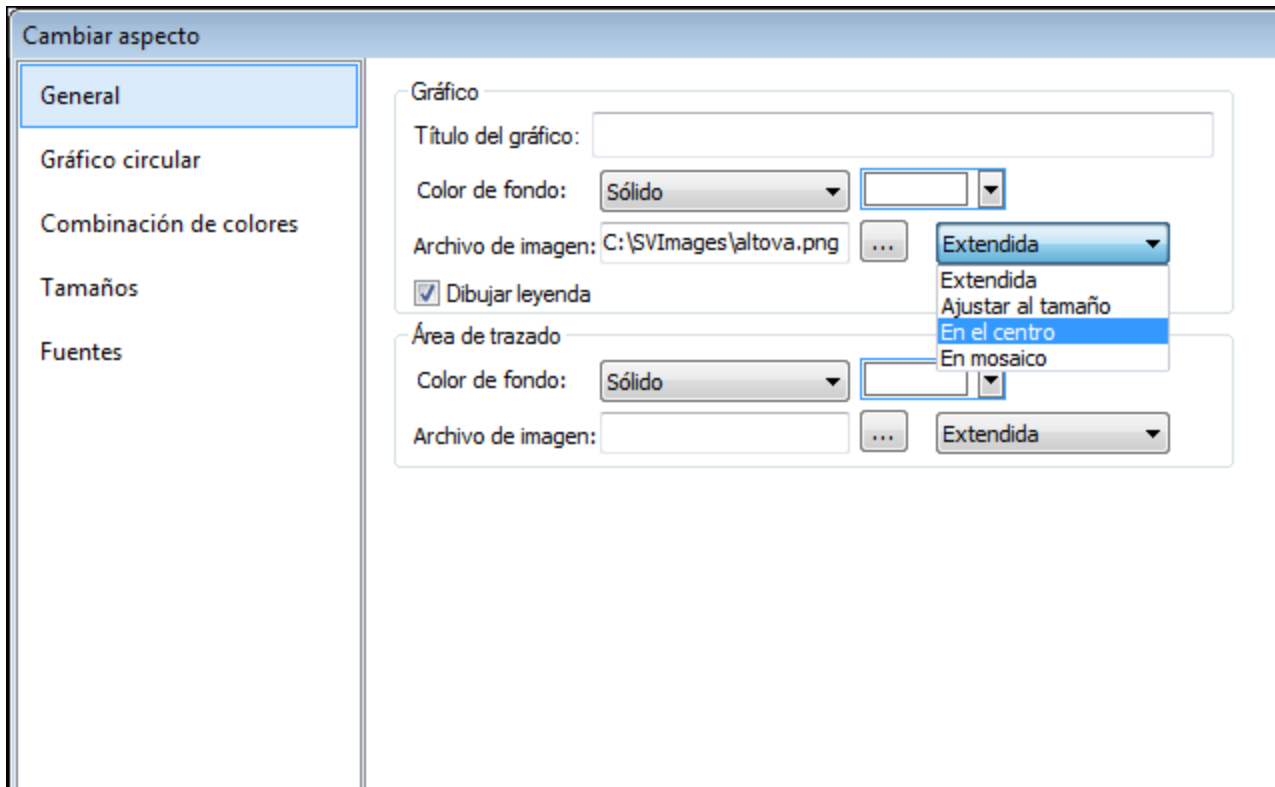 Cambiar aspecto
General
Gráfico circular
Combinación de colores
Tamaños
Fuentes
Gráfico
Título del gráfico:
Color de fondo: Sólido
Archivo de imagen: C:\SVImages\altova.png ... Extendida
Extendida
Ajustar al tamaño
En el centro
En mosaico
Dibujar leyenda
Área de trazado
Color de fondo: Sólido
Archivo de imagen: ... Extendida